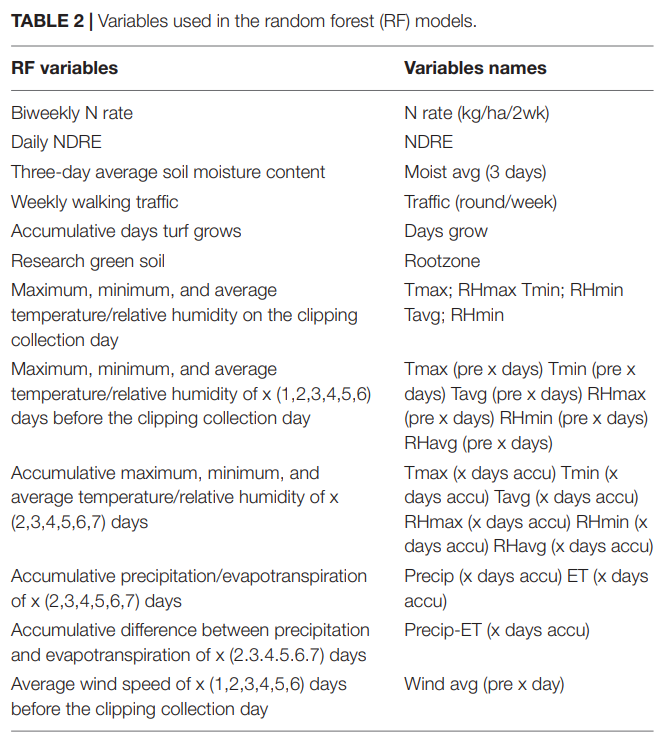 TABLE 2 | Variables used in the random forest (RF) models.
RF variables Variables names
Biweekly N rate N rate (kg/ha/2wk)
Daily NDRE NDRE
Three-day average soil moisture content Moist avg (3 days)
Weekly walking traffic Traffic (round/week)
Accumulative days turf grows Days grow
Research green soil Rootzone
Maximum, minimum, and average Tmax; RHmax Tmin; RHmin
temperature/relative humidity on the clipping Tavg; RHmin
collection day
Maximum, minimum, and average Tmax (pre x days) Tmin (pre x
temperature/relative humidity of x (1,2,3,4,5,6) days) Tavg (pre x days) RHmax
days before the clipping collection day (pre x days) RHmin (pre x days)
RHavg (pre x days)
Accumulative maximum, minimum, and Tmax (x days accu) Tmin (x
average temperature/relative humidity of x days accu) Tavg (x days accu)
(2,3,4,5,6,7) days RHmax (x days accu) RHmin (x
days accu) RHavg (x days accu)
Accumulative precipitation/evapotranspiration Precip (x days accu) ET (x days
of x (2,3,4,5,6,7) days accu)
Accumulative difference between precipitation Precip-ET (x days accu)
and evapotranspiration of x (2.3.4.5.6.7) days
Average wind speed of x (1,2,3,4,5,6) days Wind avg (pre x day)
before the clipping collection day